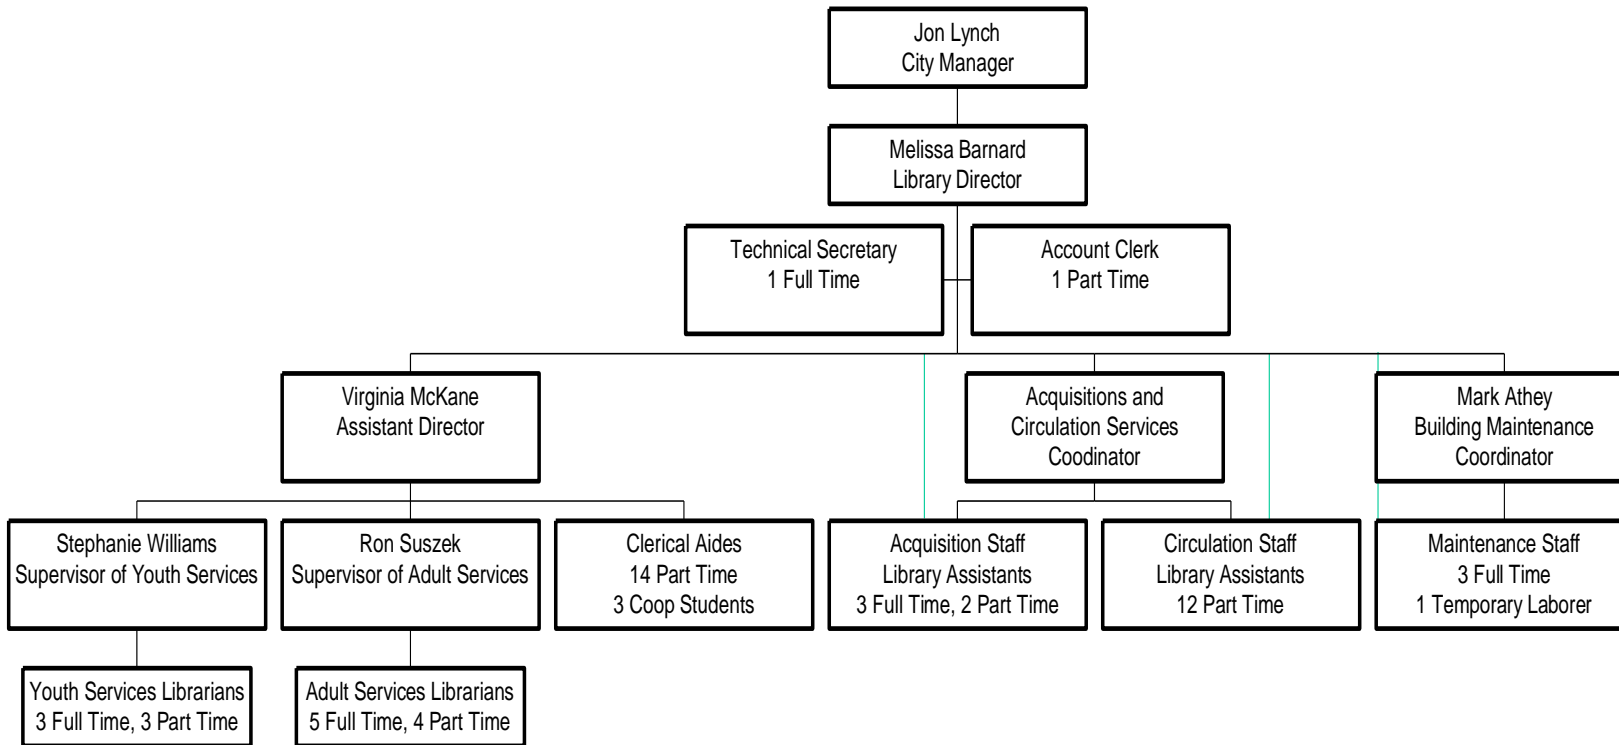 Jon Lynch
City Manager
Melissa Barnard
Library Director
Technical Secretary
1 Full Time
Account Clerk
1 Part Time
Virginia McKane
Assistant Director
Acquisitions and
Circulation Services
Coodinator
Mark Athey
Building Maintenance
Coordinator
Stephanie Williams
Supervisor of Youth Services
Ron Suszek
Supervisor of Adult Services
Clerical Aides
14 Part Time
3 Coop Students
Acquisition Staff
Library Assistants
3 Full Time, 2 Part Time
Circulation Staff
Library Assistants
12 Part Time
Maintenance Staff
3 Full Time
1 Temporary Laborer
Youth Services Librarians
3 Full Time, 3 Part Time
Adult Services Librarians
5 Full Time, 4 Part Time